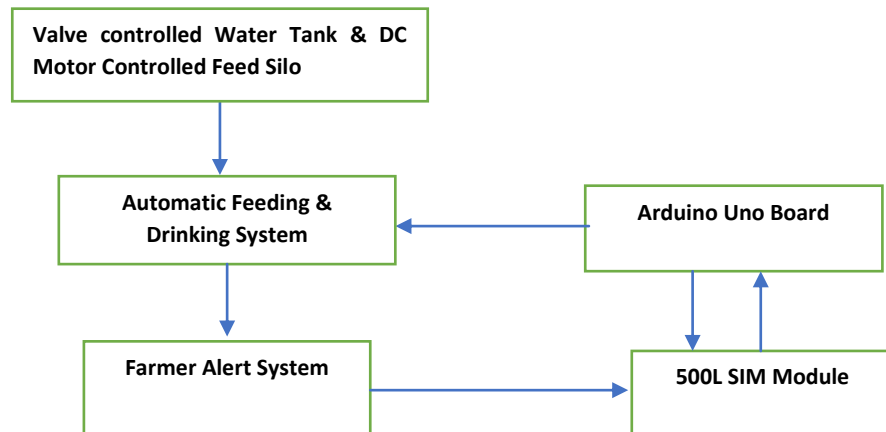 Valve controlled Water Tank & DC
Motor Controlled Feed Silo
Automatic Feeding &
Drinking System
Arduino Uno Board
Farmer Alert System
500L SIM Module